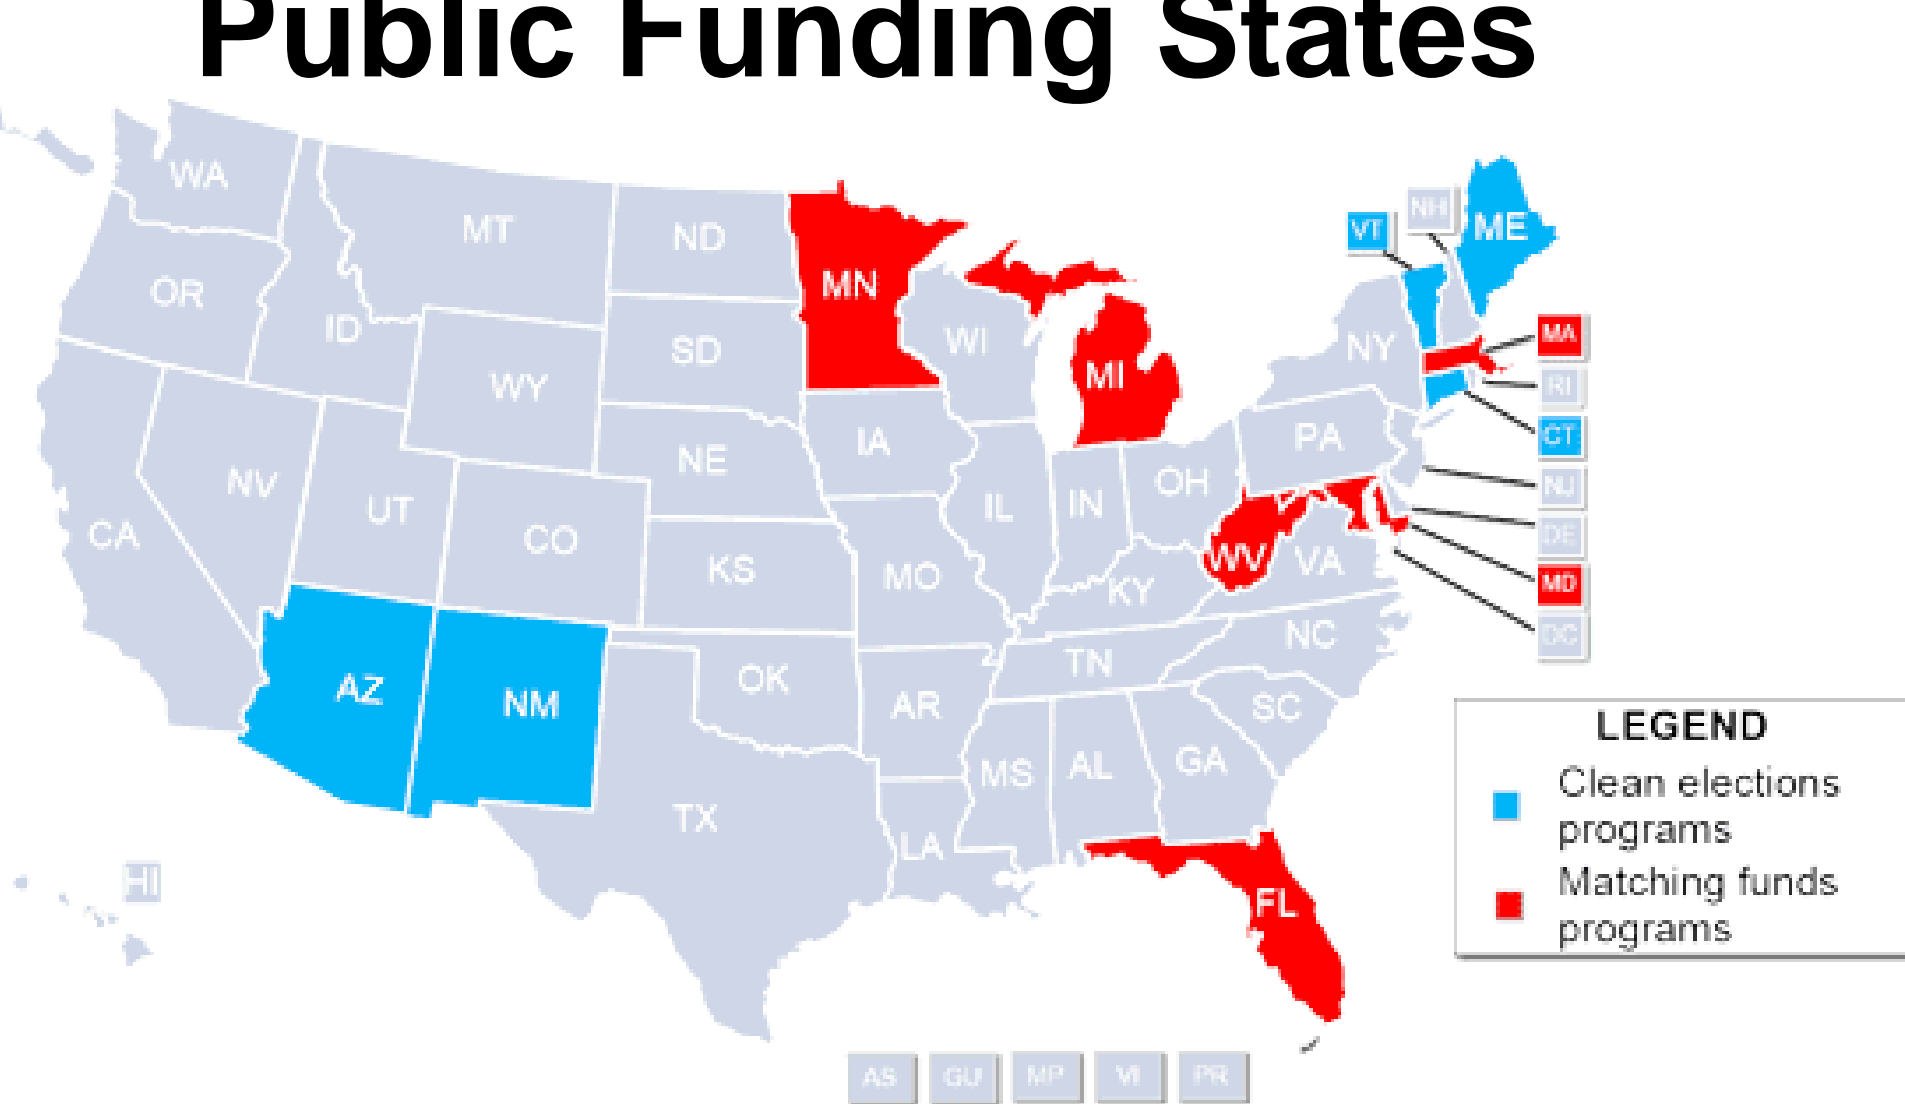 Public Funding States
WA
MT
ND
MN
VT
NH
ME
OR
ID
SD
WI
MI
NY
MA
RI
WY
IA
NE
PA
CT
NV
UT
CO
IL
IN
OH
NJ
CA
KS
MO
WV
VA
DE
KY
MD
NC
DC
AZ
NM
OK
AR
TN
SC
MS
AL
GA
TX
LA
FL
HI
LEGEND
Clean elections
programs
Matching funds
programs
AS
GU
MP
VI
PR